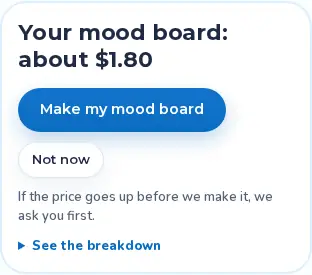 Your mood board:
about $1.80
Make my mood board
Not now
If the price goes up before we make it, we
ask you first.
See the breakdown